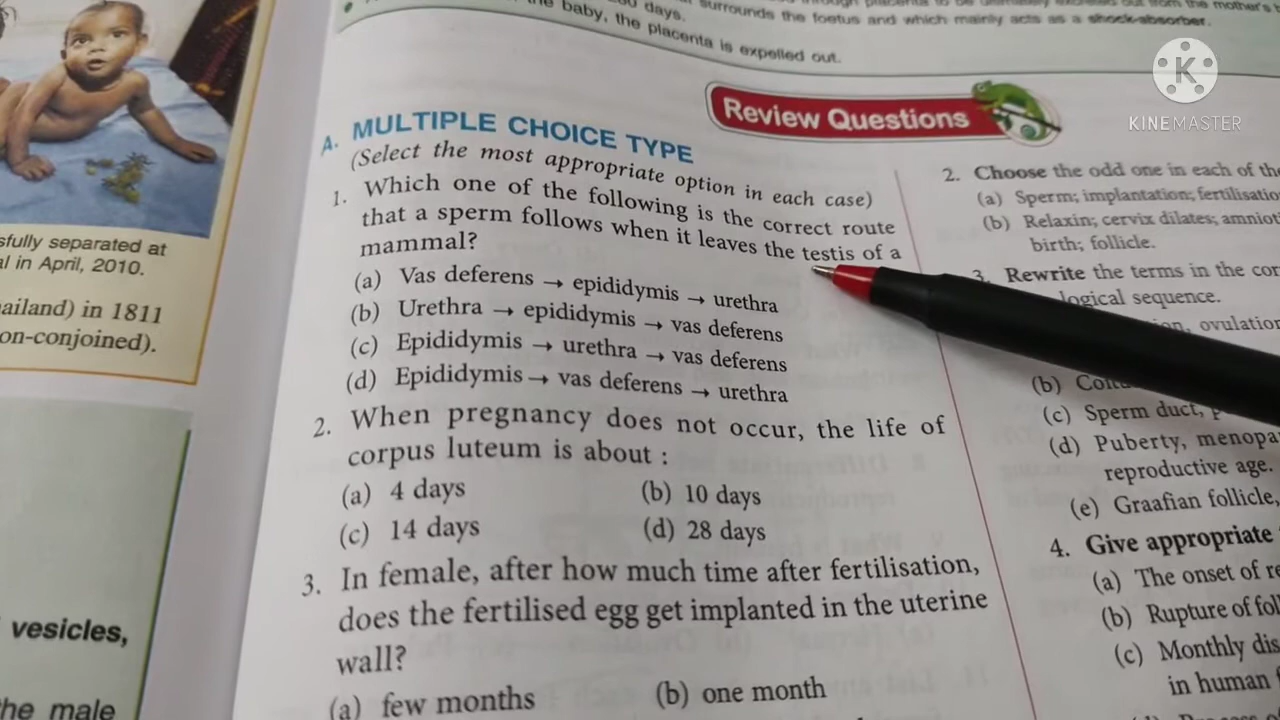 surrounds the foetus and which mainly acts as a shock-absorber.
the baby, the placenta is expelled out.
KINEMASTER
Review Questions
sfully separated at
al in April, 2010.
ailand) in 1811
on-conjoined).
vesicles,
the male
A. MULTIPLE CHOICE TYPE
(Select the most appropriate option in each case)
1. Which one of the following is the correct route
that a sperm follows when it leaves the testis of a
mammal?
(a) Vas deferens → epididymis → urethra
(b) Urethra → epididymis → vas deferens
(c) Epididymis → urethra → vas deferens
(d) Epididymis → vas deferens → urethra
2. When pregnancy does not occur, the life of
corpus luteum is about :
(a) 4 days (b) 10 days
(c) 14 days (d) 28 days
3. In female, after how much time after fertilisation,
does the fertilised egg get implanted in the uterine
wall?
(a) few months (b) one month
2. Choose the odd one in each of the
(a) Sperm; implantation; fertilisatio
(b) Relaxin; cervix dilates; amniot
birth; follicle.
3. Rewrite the terms in the cor
logical sequence.
ovulation
(b)
(c) Sperm duct, p
(d) Puberty, menopa
reproductive age.
(e) Graafian follicle,
4. Give appropriate
(a) The onset of re
(b) Rupture of foll
(c) Monthly dis
in human f